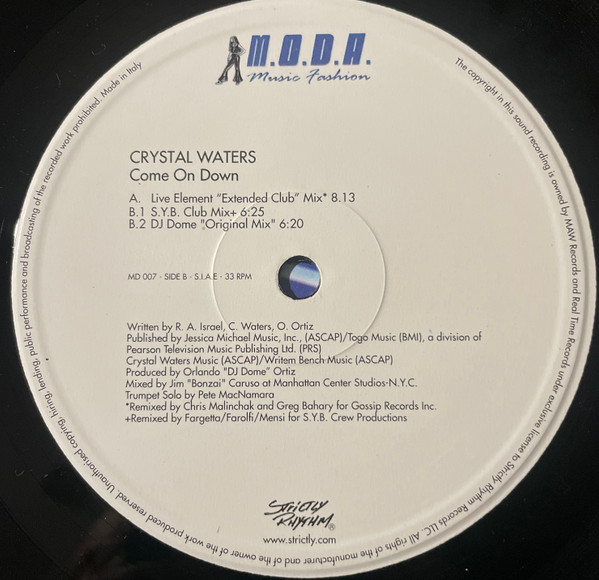 M.O.D.A.
Music Fashion
CRYSTAL WATERS
Come On Down
A. Live Element "Extended Club" Mix* 8.13
B.1 S.Y.B. Club Mix+ 6:25
B.2 DJ Dome "Original Mix" 6:20
MD 007 - SIDE B - S.I.A.E - 33 RPM
Written by R. A. Israel, C. Waters, O. Ortiz
Published by Jessica Michael Music, Inc., (ASCAP)/Togo Music (BMI), a division of
Pearson Television Music Publishing Ltd. (PRS)
Crystal Waters Music (ASCAP)/Writem Bench Music (ASCAP)
Produced by Orlando "DJ Dome" Ortiz
Mixed by Jim "Bonzai" Caruso at Manhattan Center Studios-N.Y.C.
Trumpet Solo by Pete MacNamara
*Remixed by Chris Malinchak and Greg Bahary for Gossip Records Inc.
+Remixed by Fargetta/Farolfi/Mensi for S.Y.B. Crew Productions
STRICTLY
RHYTHM®
www.strictly.com
The copyright in this sound recording is owned by MAW Records and Real Time Records under exclusive license to Strictly Rhythm Records LLC. All rights of the manufacturer and of the owner of the work produced reserved. Unauthorised copying, hiring, lending, public performance and broadcasting of the recorded work prohibited. Made in Italy